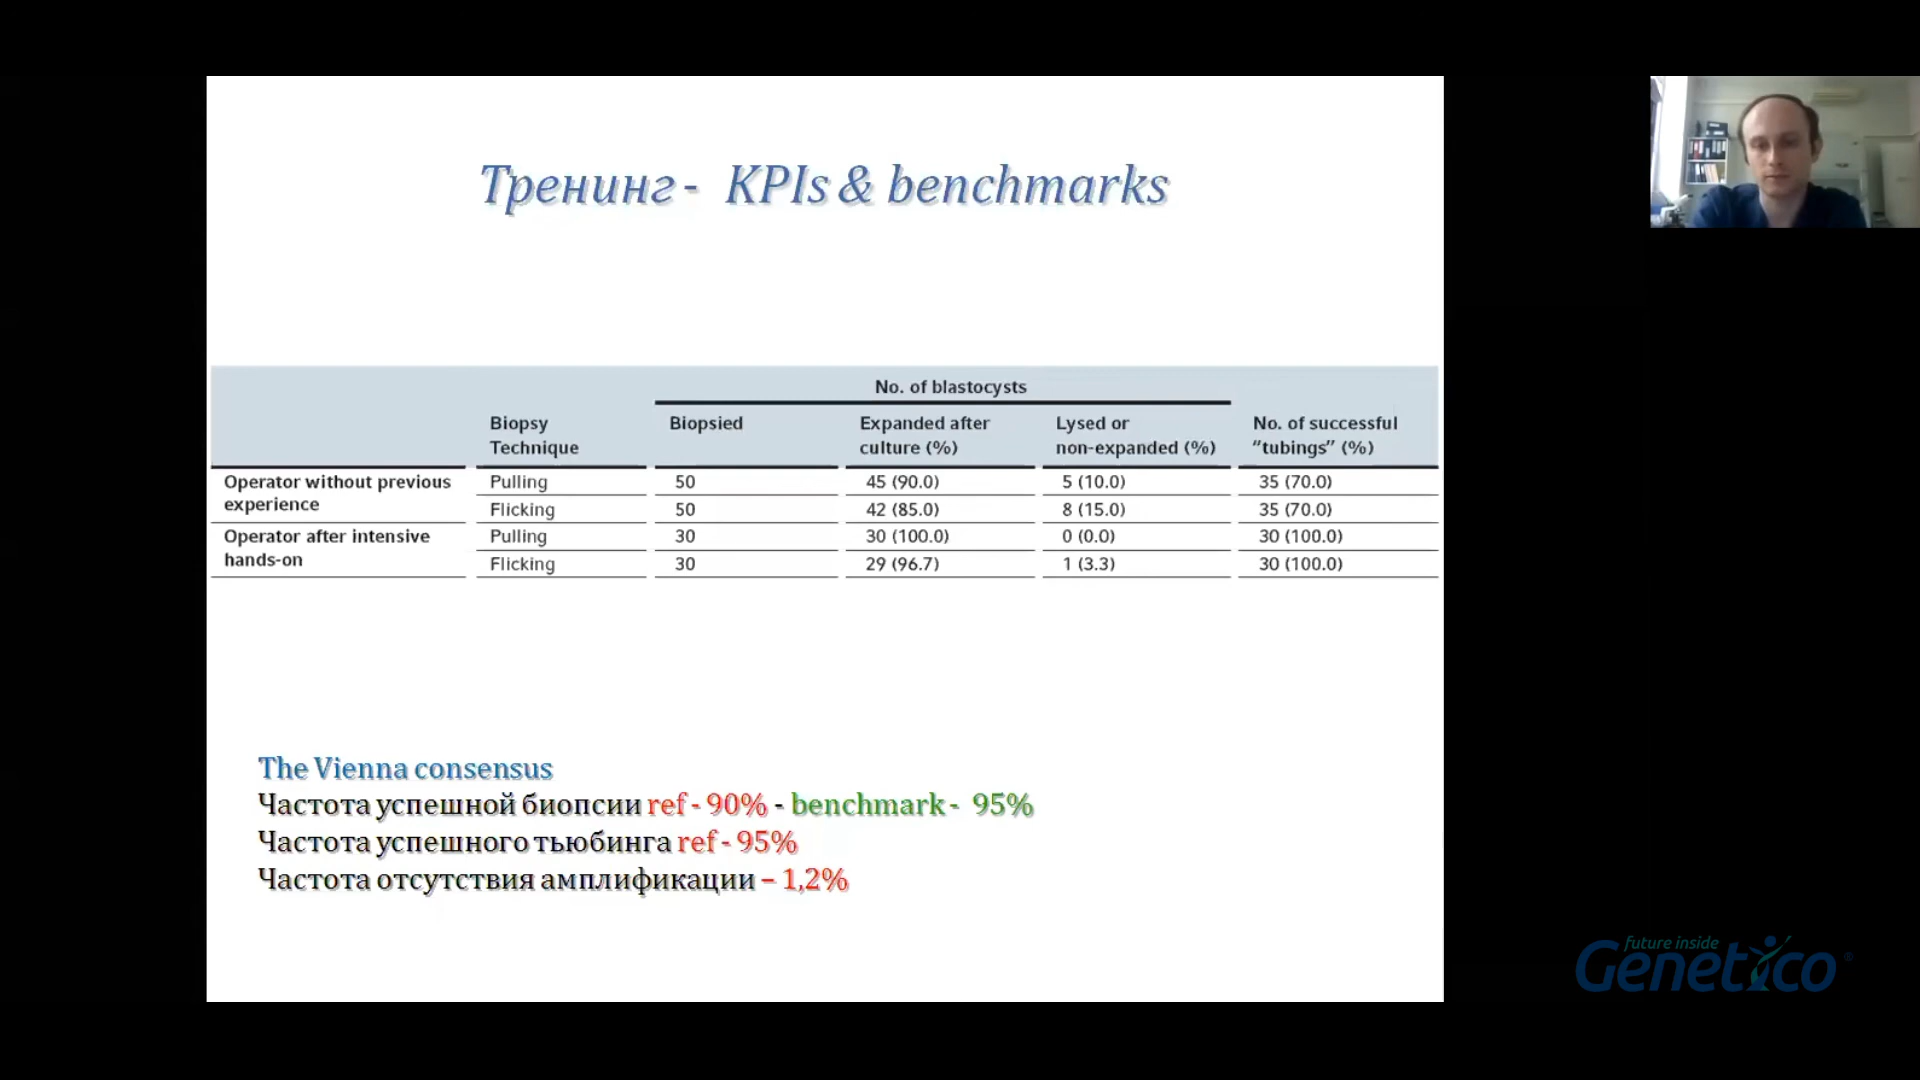 Тренинг - KPIs & benchmarks
No. of blastocysts
Biopsy Technique Biopsied Expanded after culture (%) Lysed or non-expanded (%) No. of successful “tubings” (%)
Operator without previous experience Pulling 50 45 (90.0) 5 (10.0) 35 (70.0)
Flicking 50 42 (85.0) 8 (15.0) 35 (70.0)
Operator after intensive hands-on Pulling 30 30 (100.0) 0 (0.0) 30 (100.0)
Flicking 30 29 (96.7) 1 (3.3) 30 (100.0)
The Vienna consensus
Частота успешной биопсии ref - 90% - benchmark - 95%
Частота успешного тьюбинга ref - 95%
Частота отсутствия амплификации – 1,2%
future inside
Genetico ®